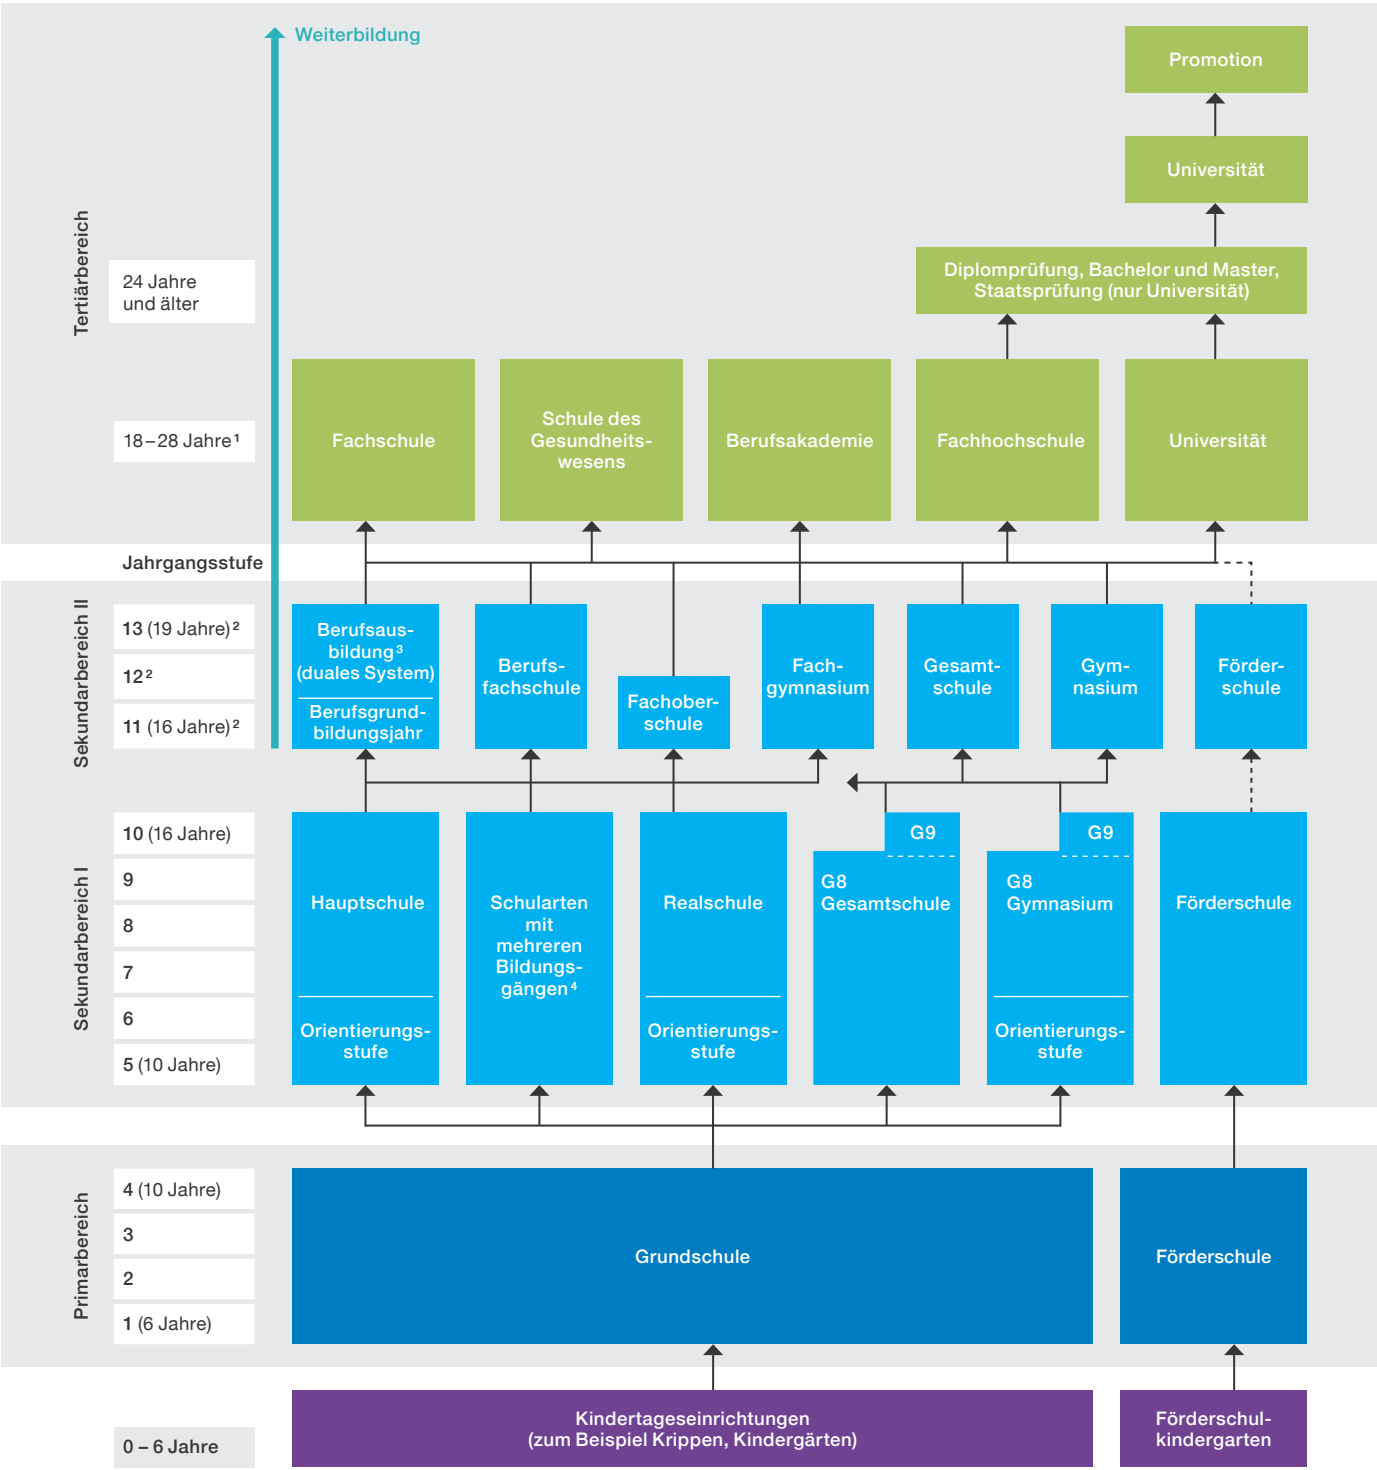 Weiterbildung
Promotion
Universität
Tertiärbereich
24 Jahre
und älter
Diplomprüfung, Bachelor und Master,
Staatsprüfung (nur Universität)
18–28 Jahre¹
Fachschule
Schule des
Gesundheits-
wesens
Berufsakademie
Fachhochschule
Universität
Jahrgangsstufe
Sekundarbereich II
13 (19 Jahre)²
12²
11 (16 Jahre)²
Berufsaus-
bildung³
(duales System)
Berufsgrund-
bildungsjahr
Berufs-
fachschule
Fachober-
schule
Fach-
gymnasium
Gesamt-
schule
Gym-
nasium
Förder-
schule
Sekundarbereich I
10 (16 Jahre)
9
8
7
6
5 (10 Jahre)
Hauptschule
Orientierungs-
stufe
Schularten
mit
mehreren
Bildungs-
gängen⁴
Realschule
Orientierungs-
stufe
G9
G8
Gesamtschule
G9
G8
Gymnasium
Orientierungs-
stufe
Förderschule
Primarbereich
4 (10 Jahre)
3
2
1 (6 Jahre)
Grundschule
Förderschule
0 – 6 Jahre
Kindertageseinrichtungen
(zum Beispiel Krippen, Kindergärten)
Förderschul-
kindergarten